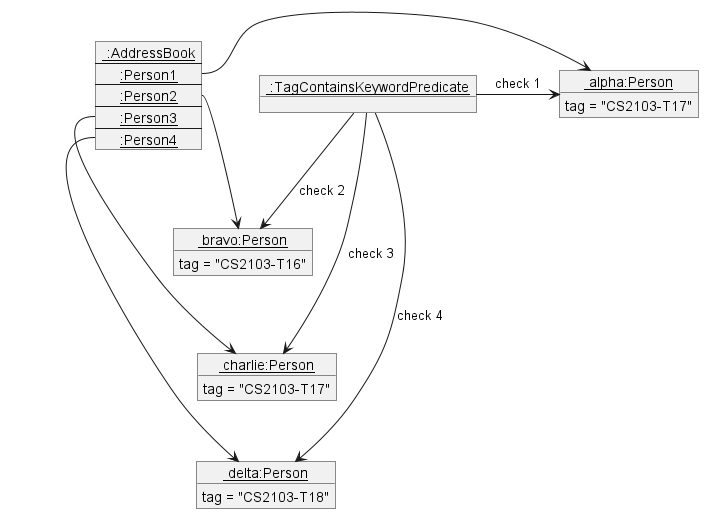 :AddressBook
:Person1
:Person2
:Person3
:Person4
:TagContainsKeywordPredicate
check 1
alpha:Person
tag = "CS2103-T17"
check 2
bravo:Person
tag = "CS2103-T16"
check 3
check 4
charlie:Person
tag = "CS2103-T17"
delta:Person
tag = "CS2103-T18"